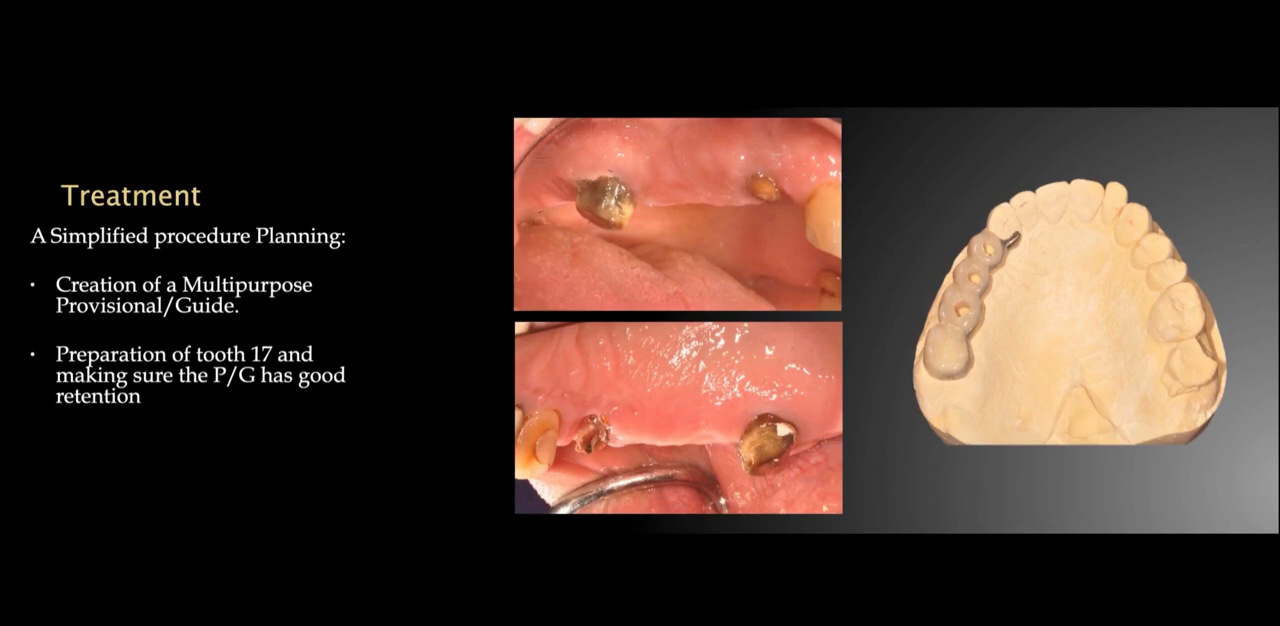 Treatment
A Simplified procedure Planning:
• Creation of a Multipurpose
Provisional/Guide.
• Preparation of tooth 17 and
making sure the P/G has good
retention